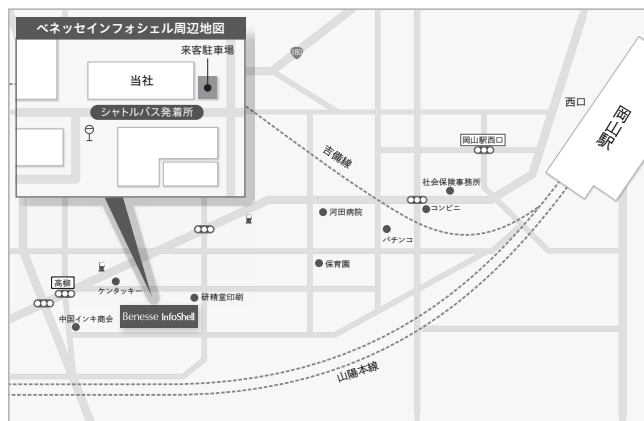 ベネッセインフォシェル周辺地図
来客駐車場
当社
シャトルバス発着所
180
西口
岡山駅
岡山駅西口
吉備線
社会保険事務所
コンビニ
河田病院
パチンコ
保育園
高柳
ケンタッキー
研精堂印刷
中国インキ商会
Benesse InfoShell
山陽本線